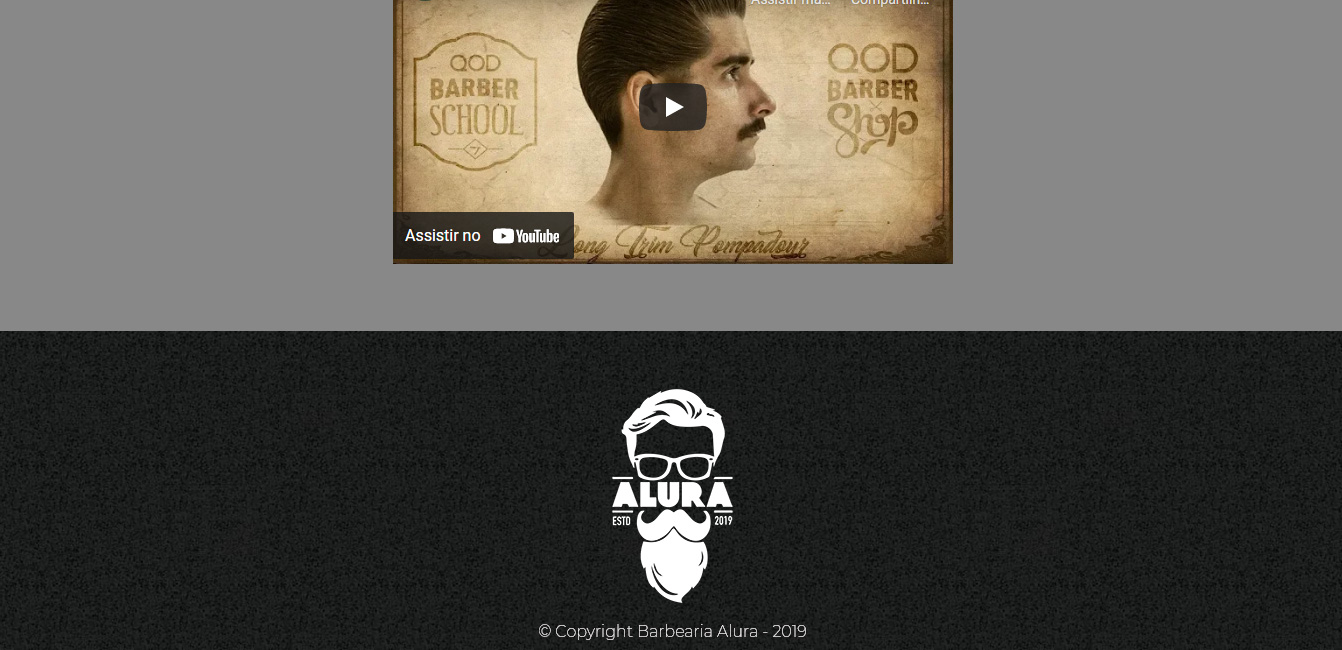 Assistir ma... Compartilh...
QOD
BARBER
SCHOOL
QOD
BARBER
Shop
Assistir no YouTube
Long Trim Pompadour
ALURA
ESTD 2019
© Copyright Barbearia Alura - 2019